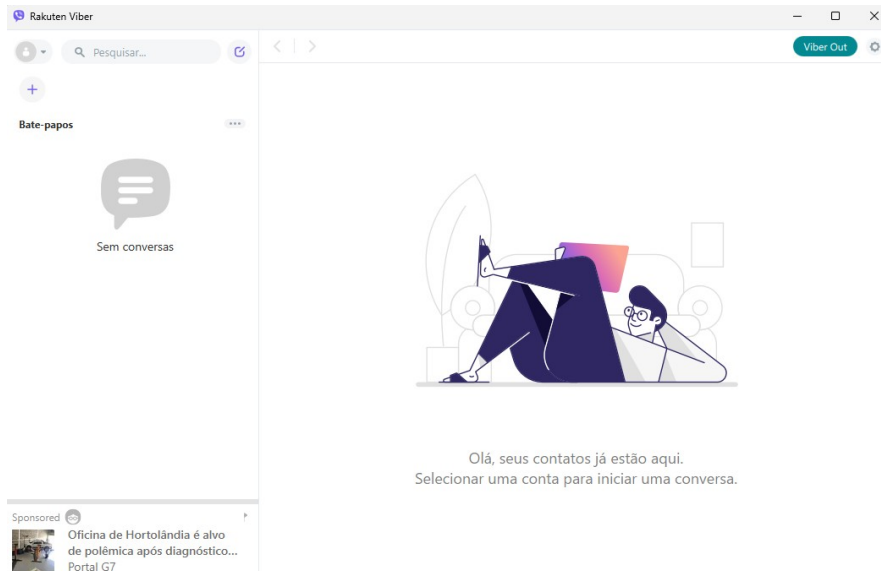 Rakuten Viber
Pesquisar...
Viber Out
Bate-papos
Sem conversas
Olá, seus contatos já estão aqui.
Selecionar uma conta para iniciar uma conversa.
Sponsored
Oficina de Hortolândia é alvo
de polêmica após diagnóstico...
Portal G7